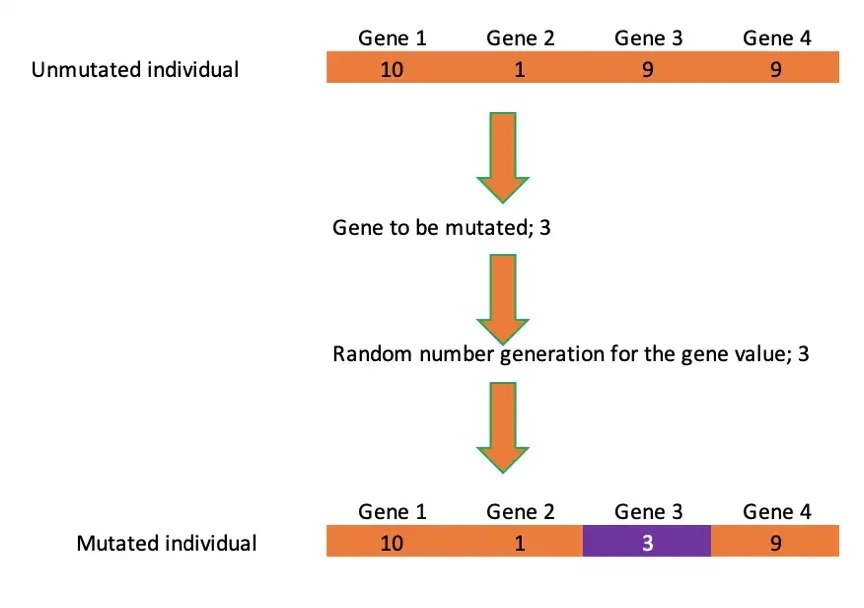 Gene 1 Gene 2 Gene 3 Gene 4
Unmutated individual 10 1 9 9
Gene to be mutated; 3
Random number generation for the gene value; 3
Gene 1 Gene 2 Gene 3 Gene 4
Mutated individual 10 1 3 9